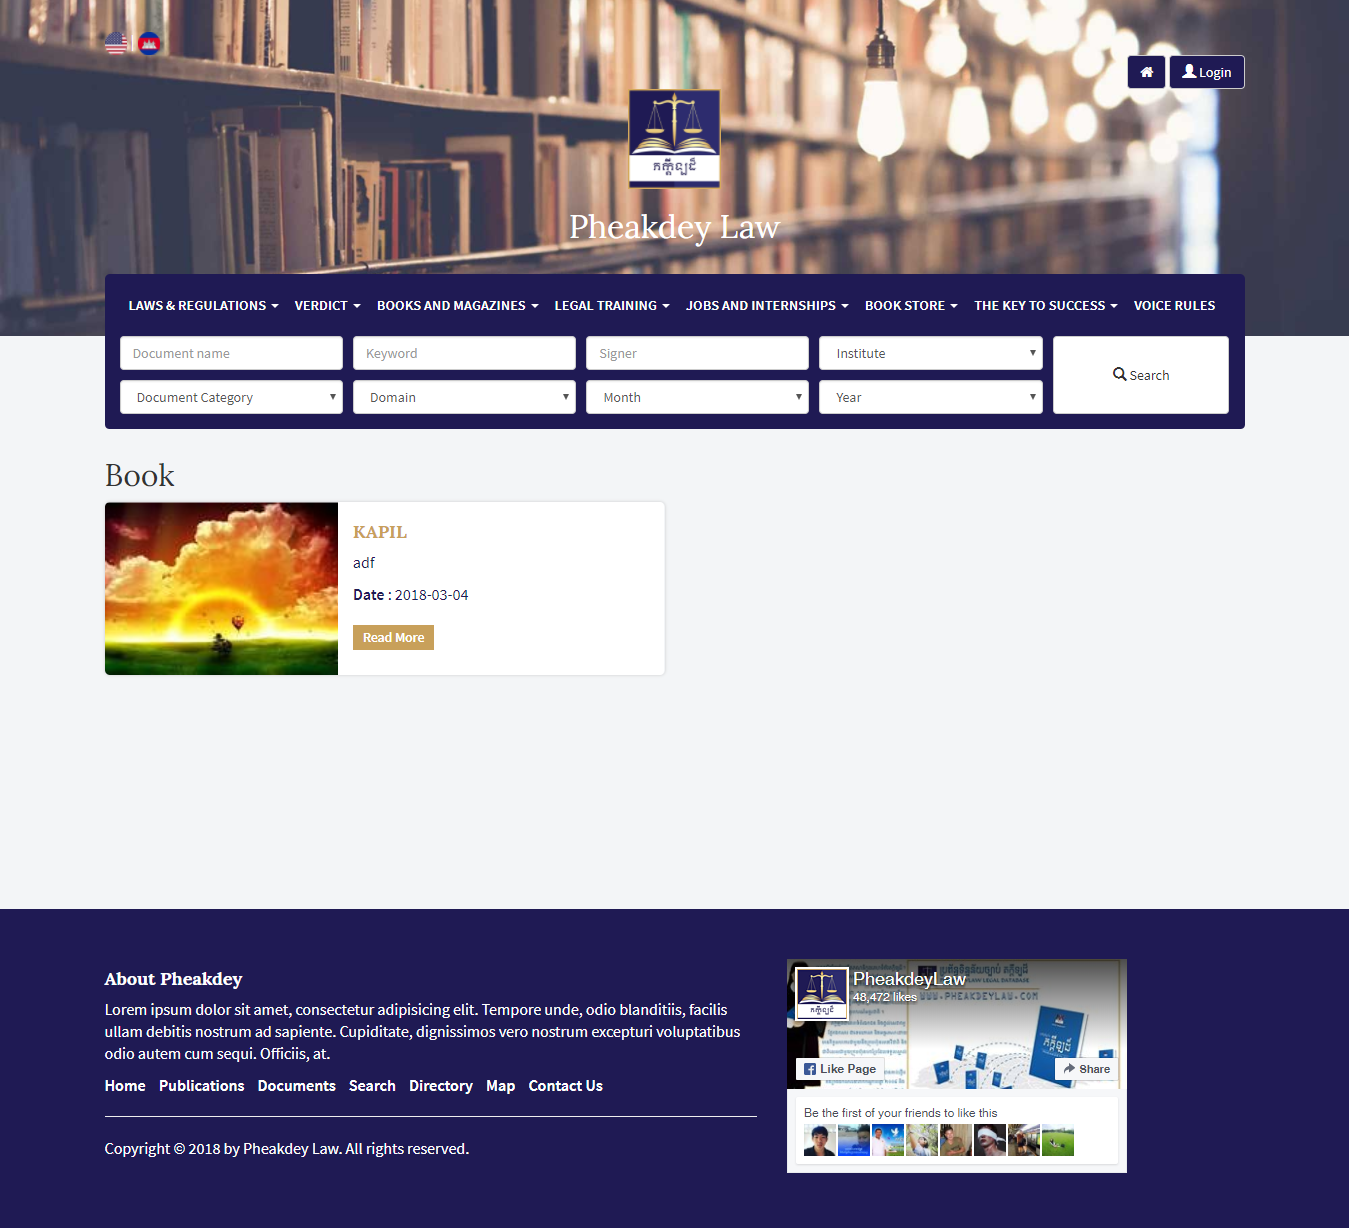 Login
ភក្ដីឡដ៏
Pheakdey Law
LAWS & REGULATIONS VERDICT BOOKS AND MAGAZINES LEGAL TRAINING JOBS AND INTERNSHIPS BOOK STORE THE KEY TO SUCCESS VOICE RULES
Document name Keyword Signer Institute
Search
Document Category Domain Month Year
Book
KAPIL
adf
Date : 2018-03-04
Read More
About Pheakdey
Lorem ipsum dolor sit amet, consectetur adipisicing elit. Tempore unde, odio blanditiis, facilis
ullam debitis nostrum ad sapiente. Cupiditate, dignissimos vero nostrum excepturi voluptatibus
odio autem cum sequi. Officiis, at.
Home Publications Documents Search Directory Map Contact Us
Copyright © 2018 by Pheakdey Law. All rights reserved.
PheakdeyLaw
48,472 likes
WWW.PHEAKDEYLAW.COM
Like Page
Share
Be the first of your friends to like this